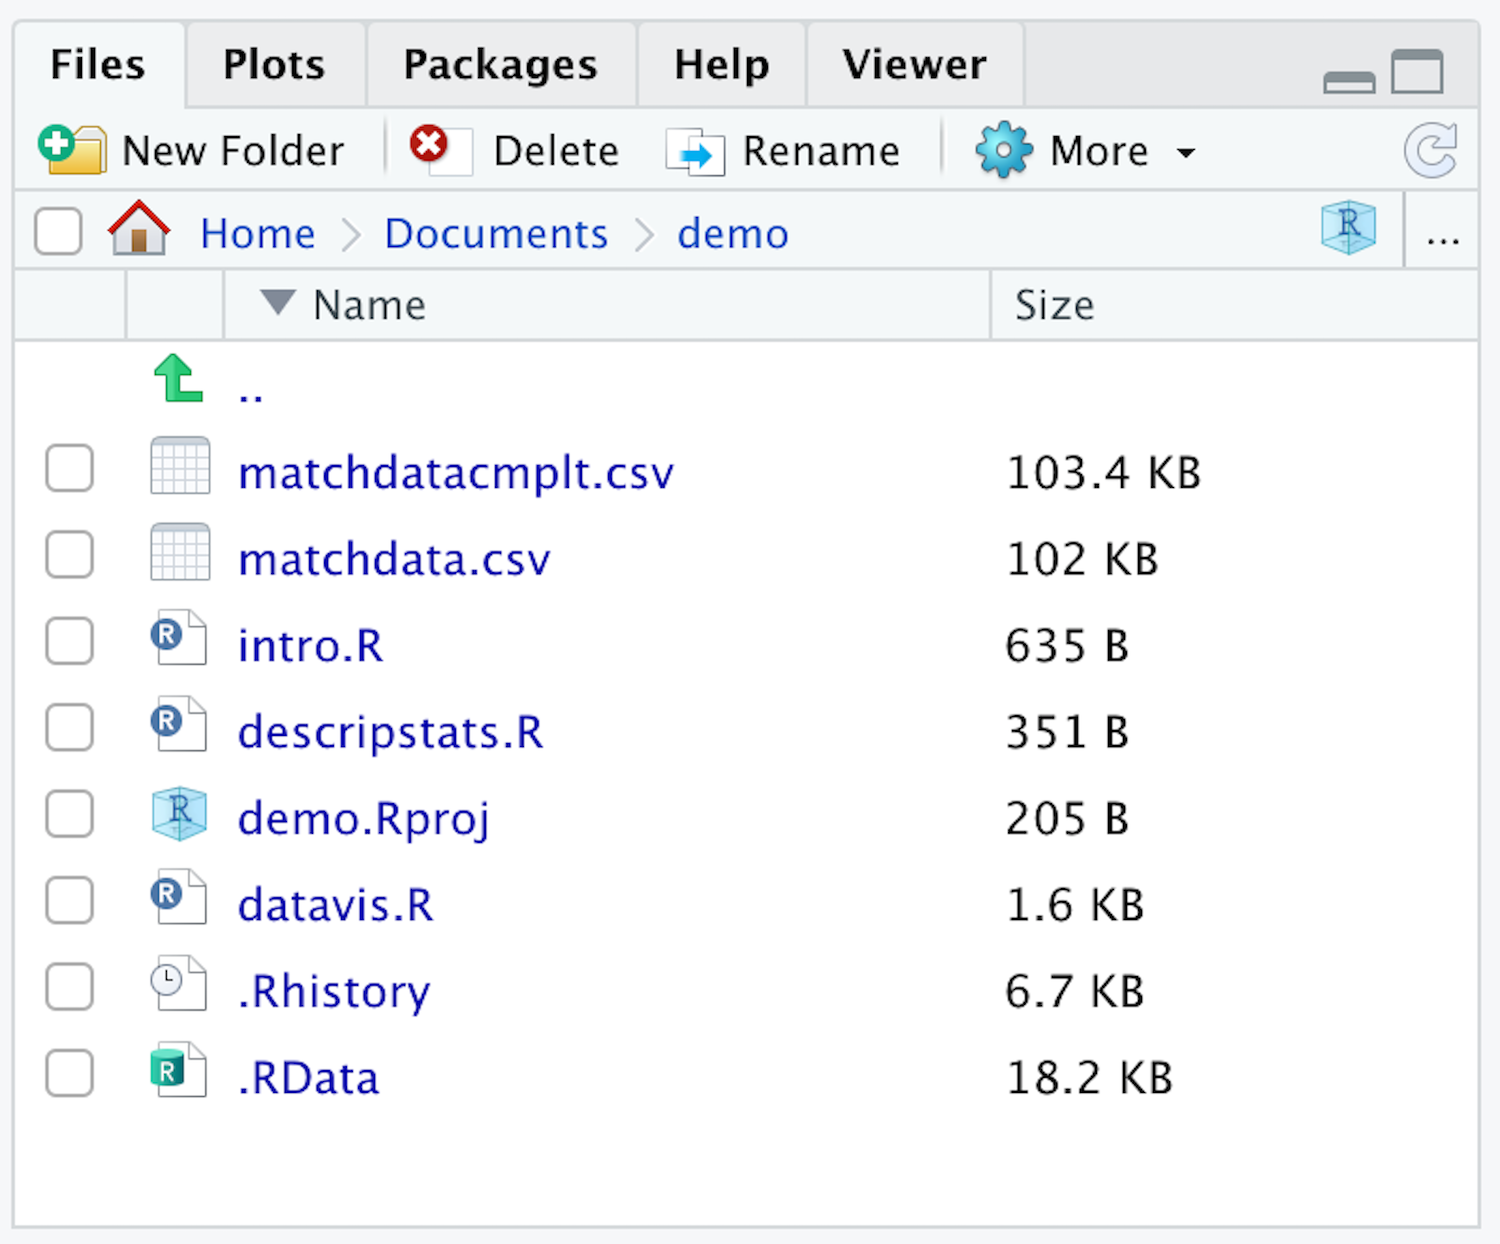 Files Plots Packages Help Viewer
New Folder Delete Rename More
Home Documents demo R ...
Name Size
..
matchdatacmplt.csv 103.4 KB
matchdata.csv 102 KB
R intro.R 635 B
R descripstats.R 351 B
R demo.Rproj 205 B
R datavis.R 1.6 KB
.Rhistory 6.7 KB
R .RData 18.2 KB